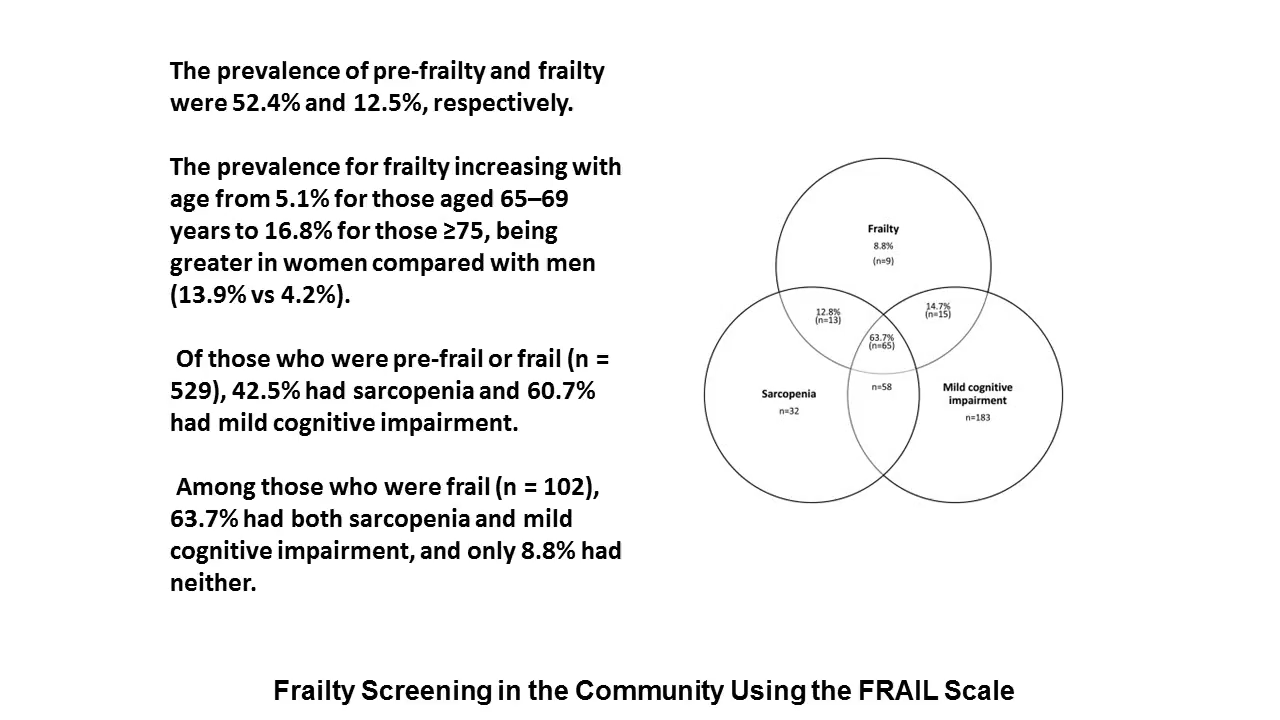 The prevalence of pre-frailty and frailty
were 52.4% and 12.5%, respectively.
The prevalence for frailty increasing with
age from 5.1% for those aged 65–69
years to 16.8% for those ≥75, being
greater in women compared with men
(13.9% vs 4.2%).
Of those who were pre-frail or frail (n =
529), 42.5% had sarcopenia and 60.7%
had mild cognitive impairment.
Among those who were frail (n = 102),
63.7% had both sarcopenia and mild
cognitive impairment, and only 8.8% had
neither.
Frailty
8.8%
(n=9)
12.8%
(n=13)
14.7%
(n=15)
63.7%
(n=65)
n=58
Sarcopenia
n=32
Mild cognitive
impairment
n=183
Frailty Screening in the Community Using the FRAIL Scale